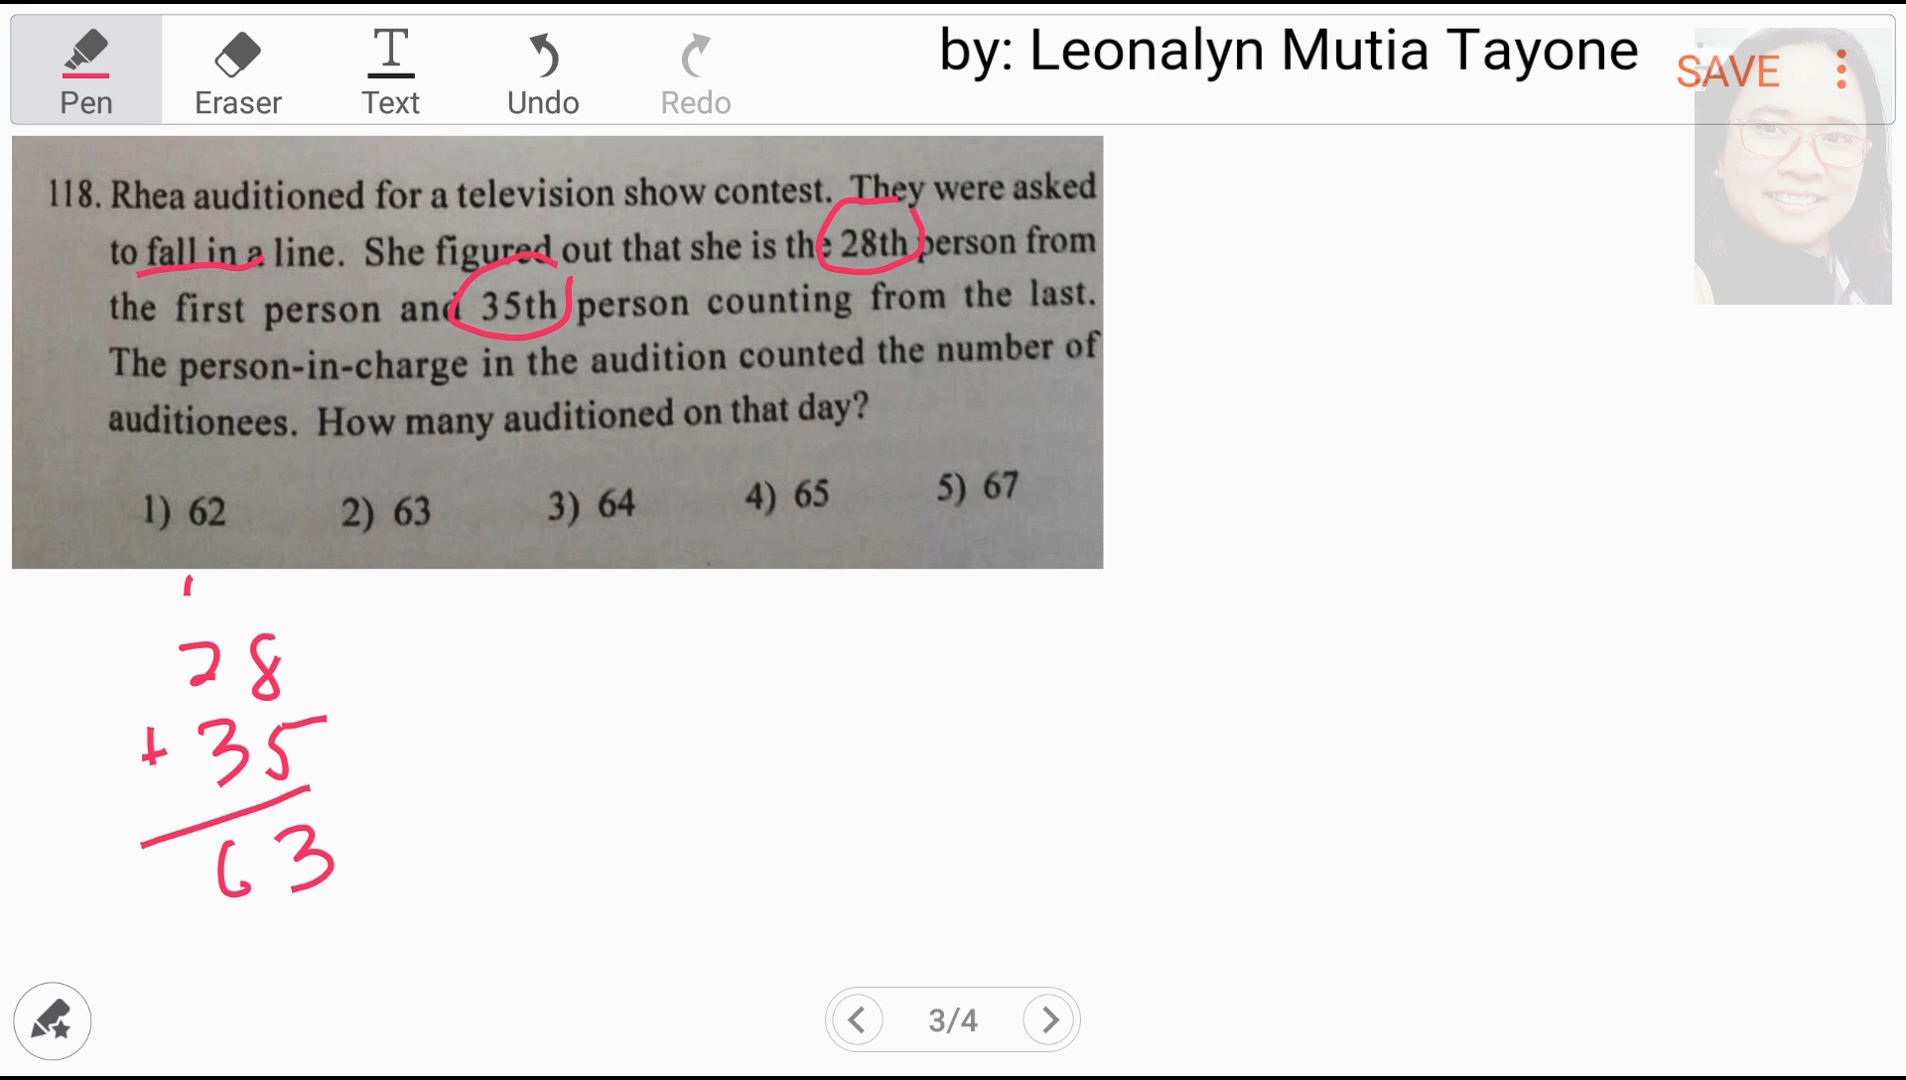 by: Leonalyn Mutia Tayone
SAVE
Pen Eraser Text Undo Redo
118. Rhea auditioned for a television show contest. They were asked
to fall in a line. She figured out that she is the 28th person from
the first person and 35th person counting from the last.
The person-in-charge in the audition counted the number of
auditionees. How many auditioned on that day?
1) 62 2) 63 3) 64 4) 65 5) 67
1
28
+ 35
63
3/4